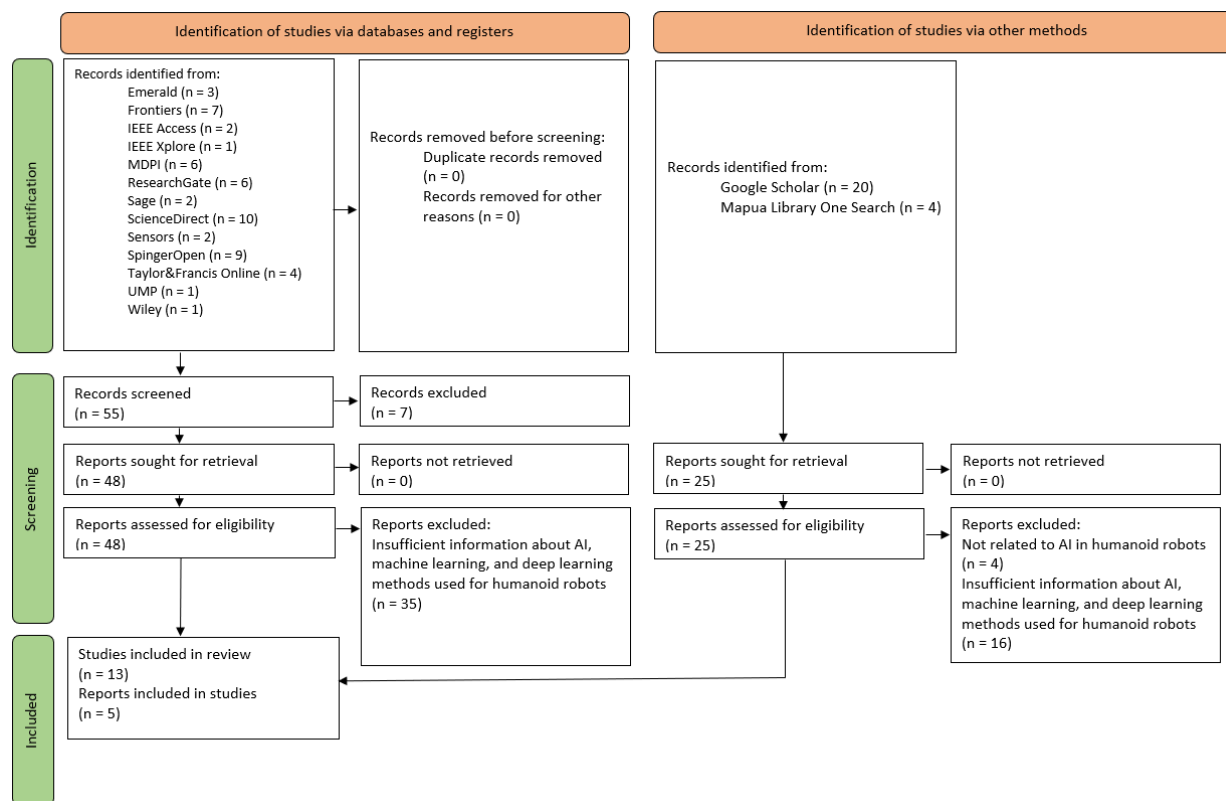 Identification of studies via databases and registers
Identification of studies via other methods
Identification
Records identified from:
Emerald (n = 3)
Frontiers (n = 7)
IEEE Access (n = 2)
IEEE Xplore (n = 1)
MDPI (n = 6)
ResearchGate (n = 6)
Sage (n = 2)
ScienceDirect (n = 10)
Sensors (n = 2)
SpingerOpen (n = 9)
Taylor&Francis Online (n = 4)
UMP (n = 1)
Wiley (n = 1)
Records removed before screening:
Duplicate records removed
(n = 0)
Records removed for other
reasons (n = 0)
Records identified from:
Google Scholar (n = 20)
Mapua Library One Search (n = 4)
Screening
Records screened
(n = 55)
Records excluded
(n = 7)
Reports sought for retrieval
(n = 48)
Reports not retrieved
(n = 0)
Reports sought for retrieval
(n = 25)
Reports not retrieved
(n = 0)
Reports assessed for eligibility
(n = 48)
Reports excluded:
Insufficient information about AI,
machine learning, and deep learning
methods used for humanoid robots
(n = 35)
Reports assessed for eligibility
(n = 25)
Reports excluded:
Not related to AI in humanoid robots
(n = 4)
Insufficient information about AI,
machine learning, and deep learning
methods used for humanoid robots
(n = 16)
Included
Studies included in review
(n = 13)
Reports included in studies
(n = 5)